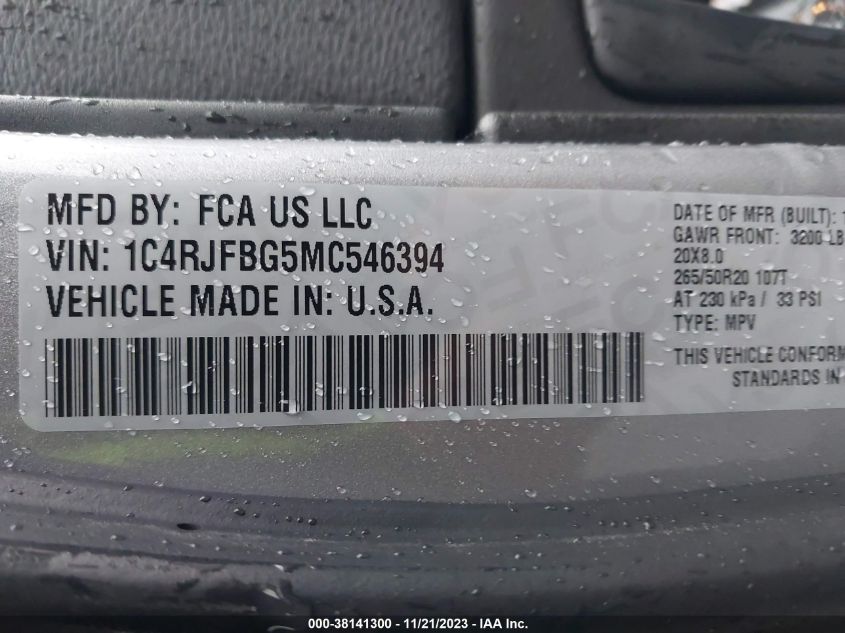 MFD BY: FCA US LLC
VIN: 1C4RJFBG5MC546394
VEHICLE MADE IN: U.S.A.
DATE OF MFR (BUILT): 1
GAWR FRONT: 3200 LB
20X8.0
265/50R20 107T
AT 230 kPa / 33 PSI
TYPE: MPV
THIS VEHICLE CONFORM
STANDARDS IN
000-38141300 - 11/21/2023 - IAA Inc.